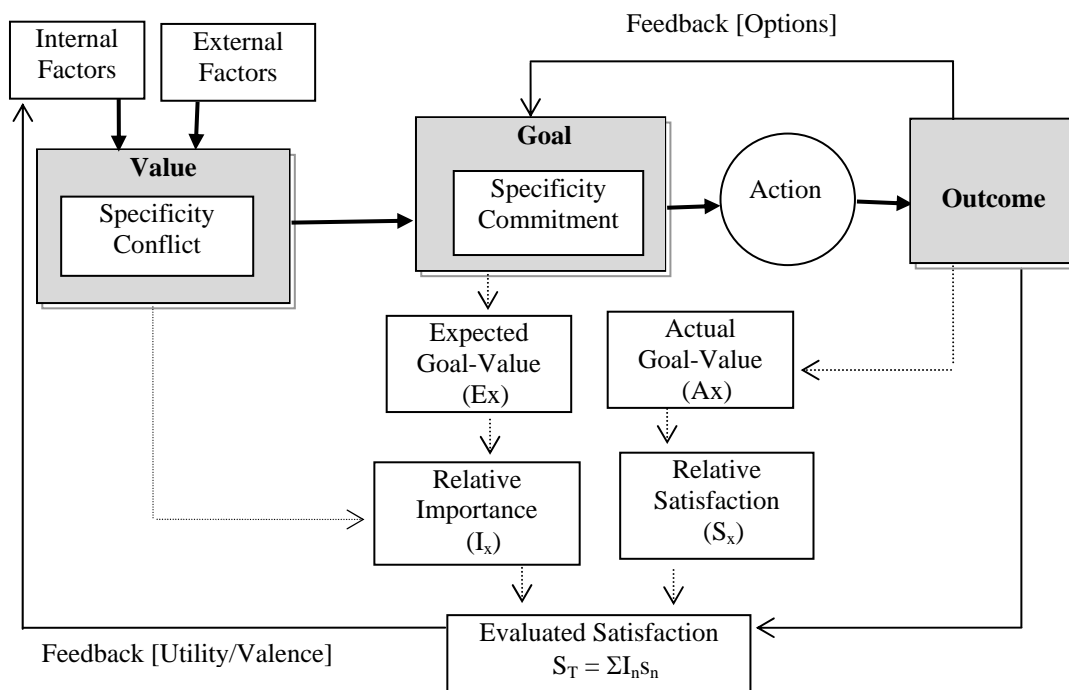 Feedback [Options]
Internal
Factors
External
Factors
Value
Specificity
Conflict
Goal
Specificity
Commitment
Action
Outcome
Expected
Goal-Value
(Ex)
Actual
Goal-Value
(Ax)
Relative
Importance
(Iₓ)
Relative
Satisfaction
(Sₓ)
Evaluated Satisfaction
S_T = ΣIₙsₙ
Feedback [Utility/Valence]